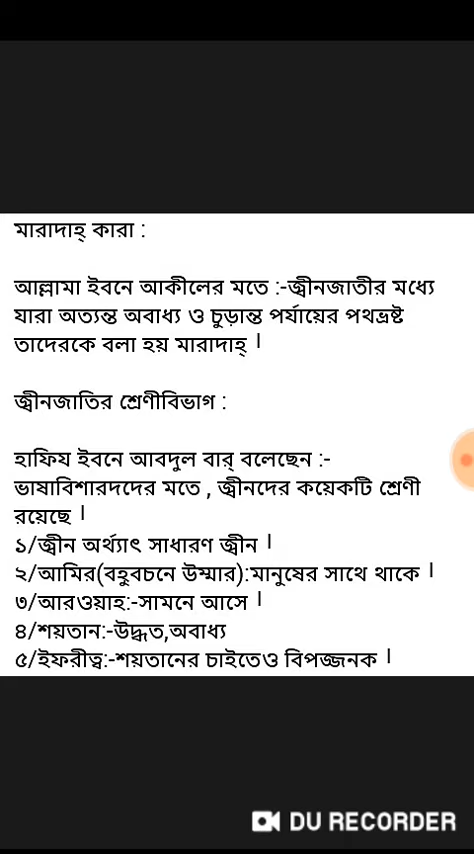 মারাদাহ্ কারা :
আল্লামা ইবনে আকীলের মতে :-জ্বীনজাতীর মধ্যে
যারা অত্যন্ত অবাধ্য ও চুড়ান্ত পর্যায়ের পথভ্রষ্ট
তাদেরকে বলা হয় মারাদাহ্ ।
জ্বীনজাতির শ্রেণীবিভাগ :
হাফিয ইবনে আবদুল বার্ বলেছেন :-
ভাষাবিশারদদের মতে , জ্বীনদের কয়েকটি শ্রেণী
রয়েছে ।
১/জ্বীন অর্থ্যাৎ সাধারণ জ্বীন ।
২/আমির(বহুবচনে উম্মার):মানুষের সাথে থাকে ।
৩/আরওয়াহ:-সামনে আসে ।
৪/শয়তান:-উদ্ধত,অবাধ্য
৫/ইফরীত্ব:-শয়তানের চাইতেও বিপজ্জনক ।
DU RECORDER